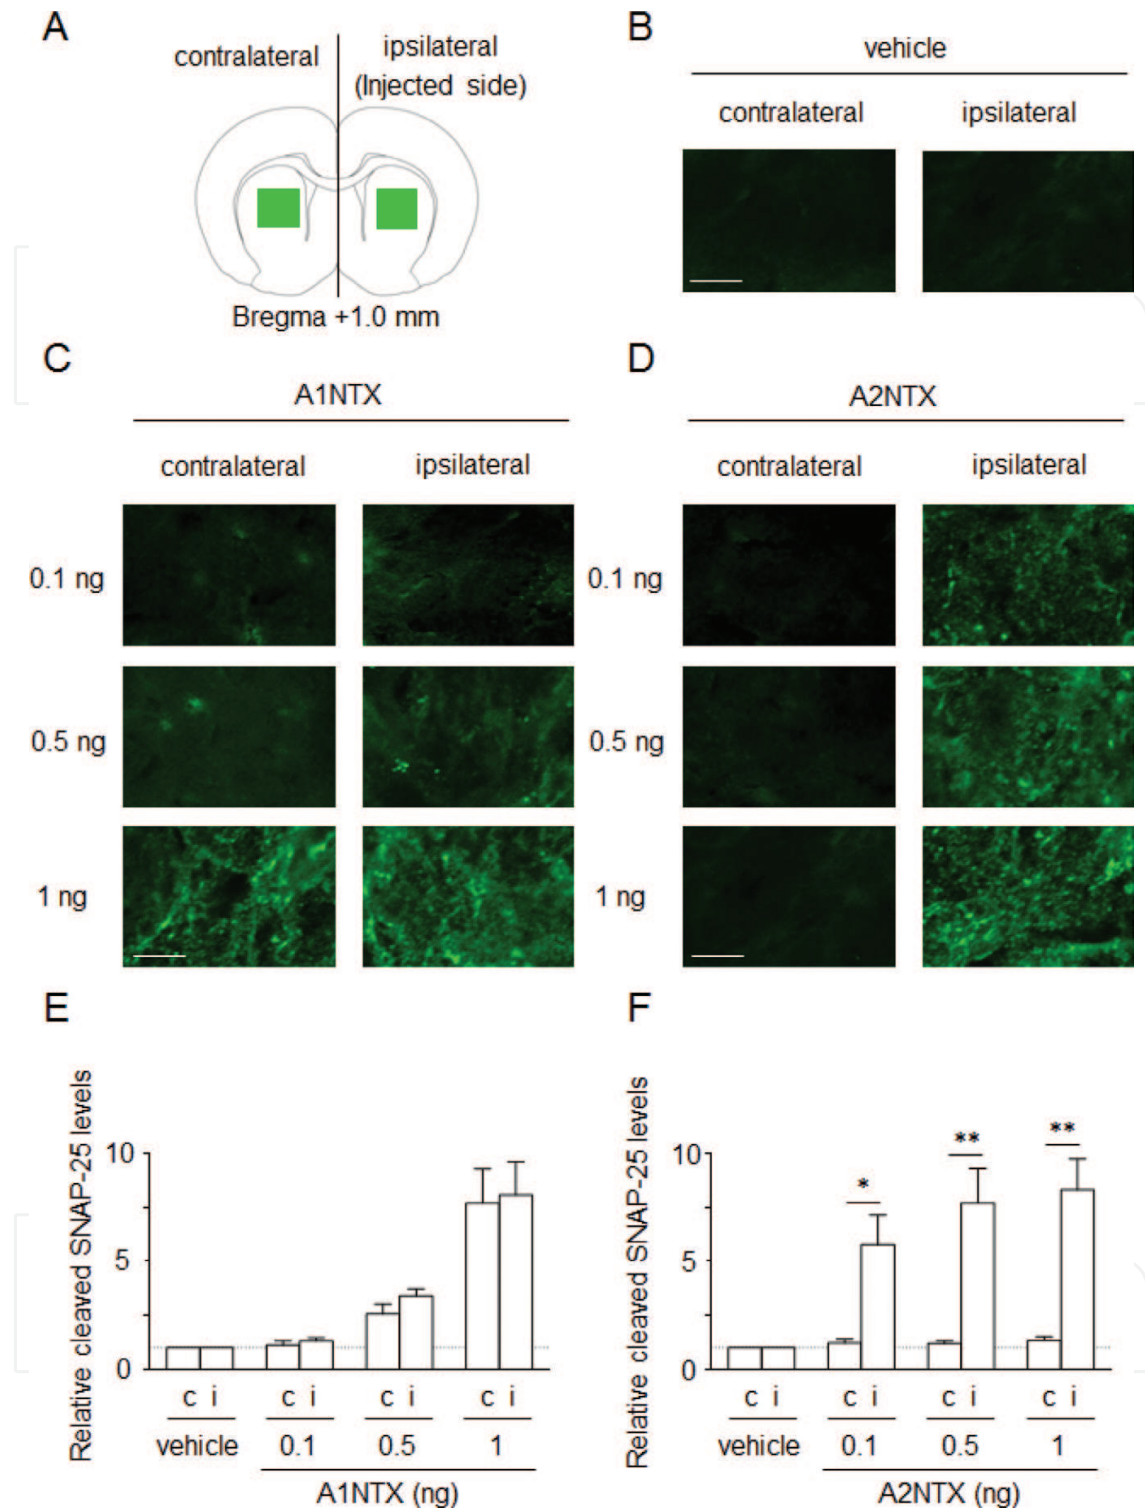 A
contralateral
ipsilateral
(Injected side)
Bregma +1.0 mm
B
vehicle
contralateral
ipsilateral
C
A1NTX
contralateral
ipsilateral
0.1 ng
0.5 ng
1 ng
D
A2NTX
contralateral
ipsilateral
0.1 ng
0.5 ng
1 ng
E
Relative cleaved SNAP-25 levels
10
5
0
c i c i c i c i
vehicle 0.1 0.5 1
A1NTX (ng)
F
Relative cleaved SNAP-25 levels
10
5
0
* ** **
c i c i c i c i
vehicle 0.1 0.5 1
A2NTX (ng)